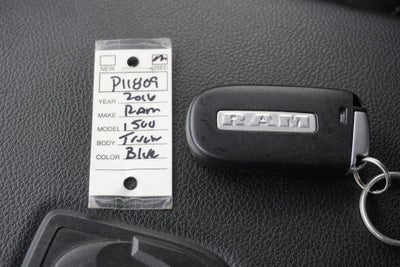 NEW USED
P11809
YEAR 2016
MAKE Ram
MODEL 1500
BODY Truck
COLOR Blue
RAM